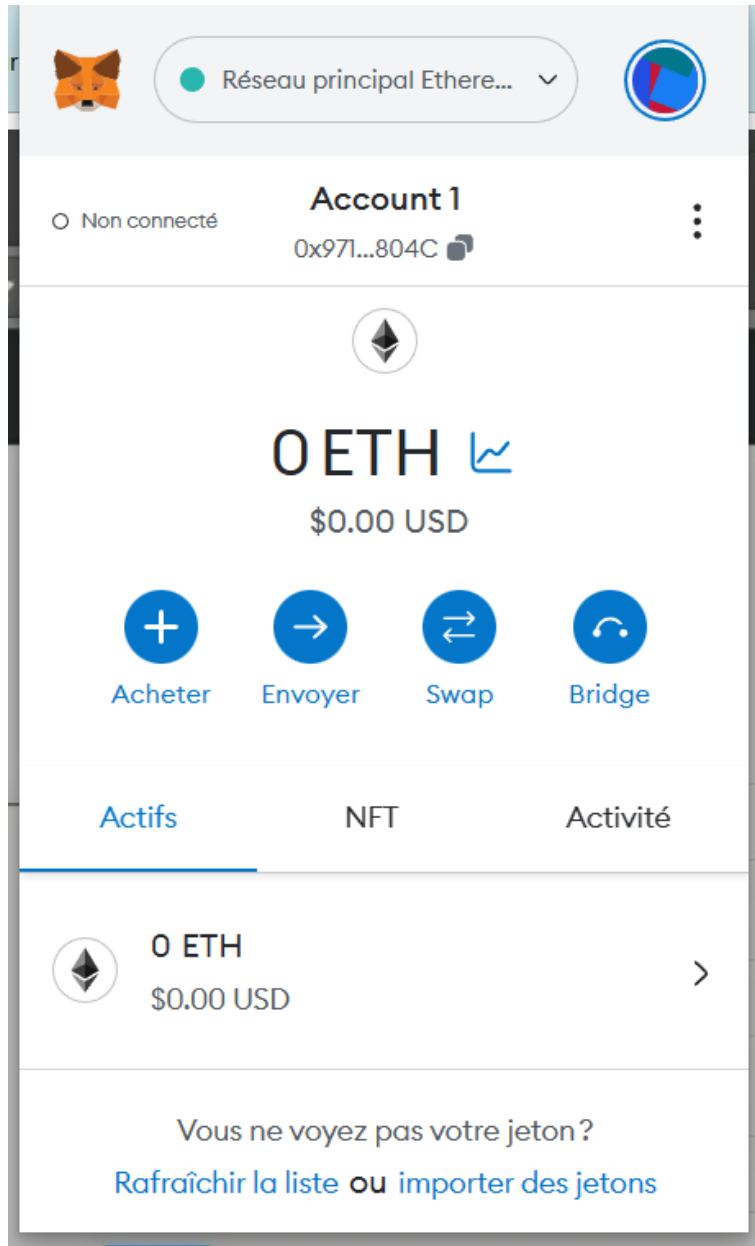 Réseau principal Ethere...
Non connecté
Account 1
0x971...804C
0 ETH
$0.00 USD
Acheter
Envoyer
Swap
Bridge
Actifs
NFT
Activité
0 ETH
$0.00 USD
Vous ne voyez pas votre jeton ?
Rafraîchir la liste ou importer des jetons